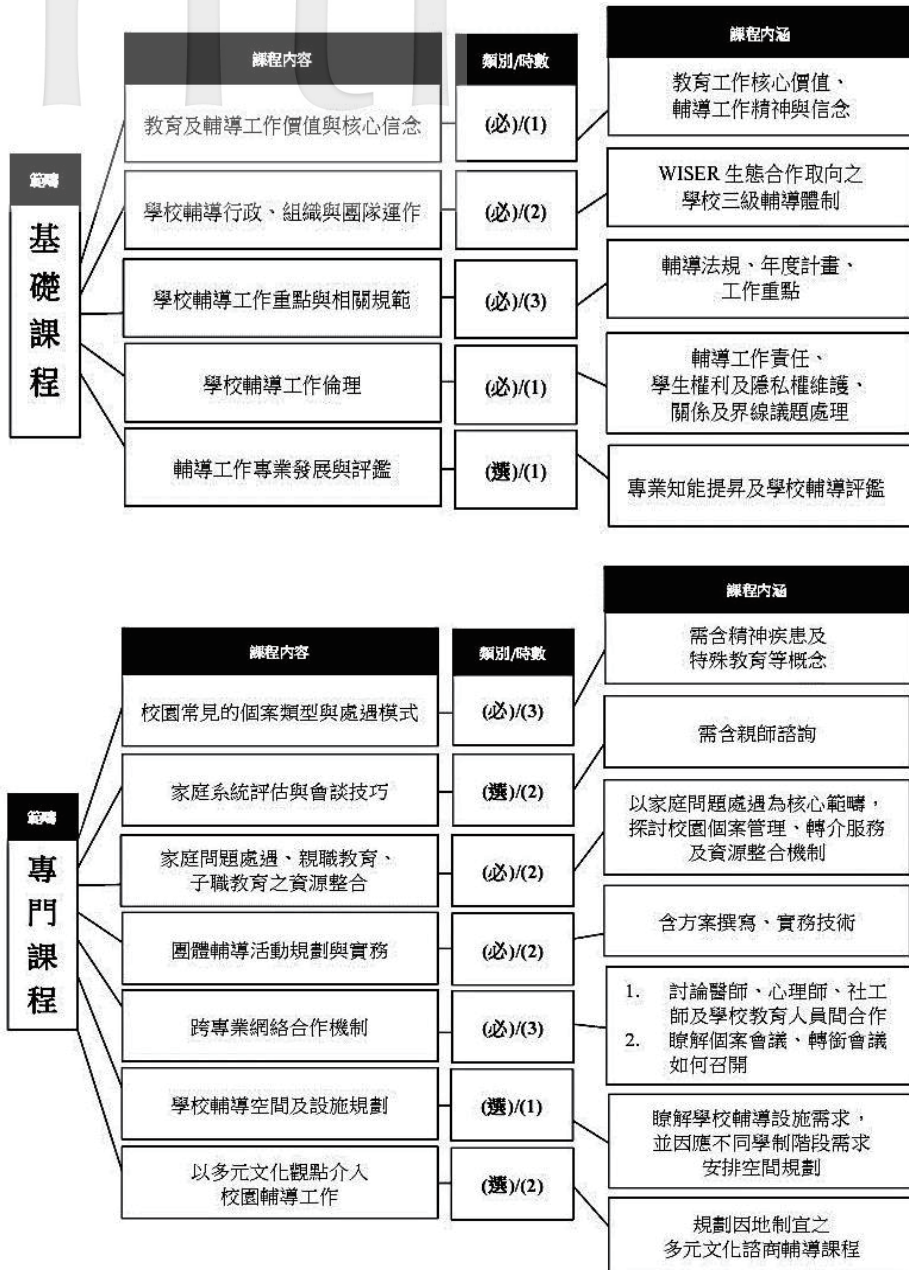 範疇
基礎課程
課程內容
類別/時數
課程內涵
教育及輔導工作價值與核心信念
(必)/(1)
教育工作核心價值、
輔導工作精神與信念
學校輔導行政、組織與團隊運作
(必)/(2)
WISER 生態合作取向之
學校三級輔導體制
學校輔導工作重點與相關規範
(必)/(3)
輔導法規、年度計畫、
工作重點
學校輔導工作倫理
(必)/(1)
輔導工作責任、
學生權利及隱私權維護、
關係及界線議題處理
輔導工作專業發展與評鑑
(選)/(1)
專業知能提昇及學校輔導評鑑
範疇
專門課程
課程內容
類別/時數
課程內涵
校園常見的個案類型與處遇模式
(必)/(3)
需含精神疾患及
特殊教育等概念
家庭系統評估與會談技巧
(選)/(2)
需含親師諮詢
家庭問題處遇、親職教育、
子職教育之資源整合
(必)/(2)
以家庭問題處遇為核心範疇，
探討校園個案管理、轉介服務
及資源整合機制
團體輔導活動規劃與實務
(必)/(2)
含方案撰寫、實務技術
跨專業網絡合作機制
(必)/(3)
1. 討論醫師、心理師、社工
師及學校教育人員間合作
2. 瞭解個案會議、轉銜會議
如何召開
學校輔導空間及設施規劃
(選)/(1)
瞭解學校輔導設施需求，
並因應不同學制階段需求
安排空間規劃
以多元文化觀點介入
校園輔導工作
(選)/(2)
規劃因地制宜之
多元文化諮商輔導課程